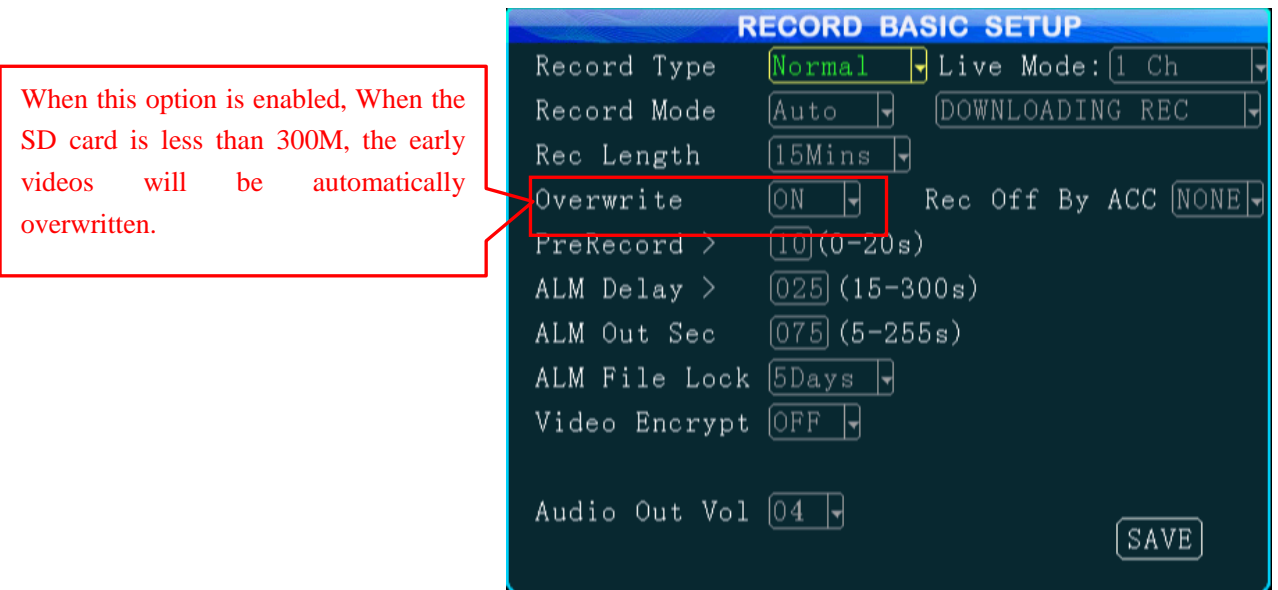 RECORD BASIC SETUP
When this option is enabled, When the
SD card is less than 300M, the early
videos will be automatically
overwritten.
Record Type Normal Live Mode: 1 Ch
Record Mode Auto DOWNLOADING REC
Rec Length 15Mins
Overwrite ON Rec Off By ACC NONE
PreRecord > 10 (0-20s)
ALM Delay > 025 (15-300s)
ALM Out Sec 075 (5-255s)
ALM File Lock 5Days
Video Encrypt OFF
Audio Out Vol 04
SAVE